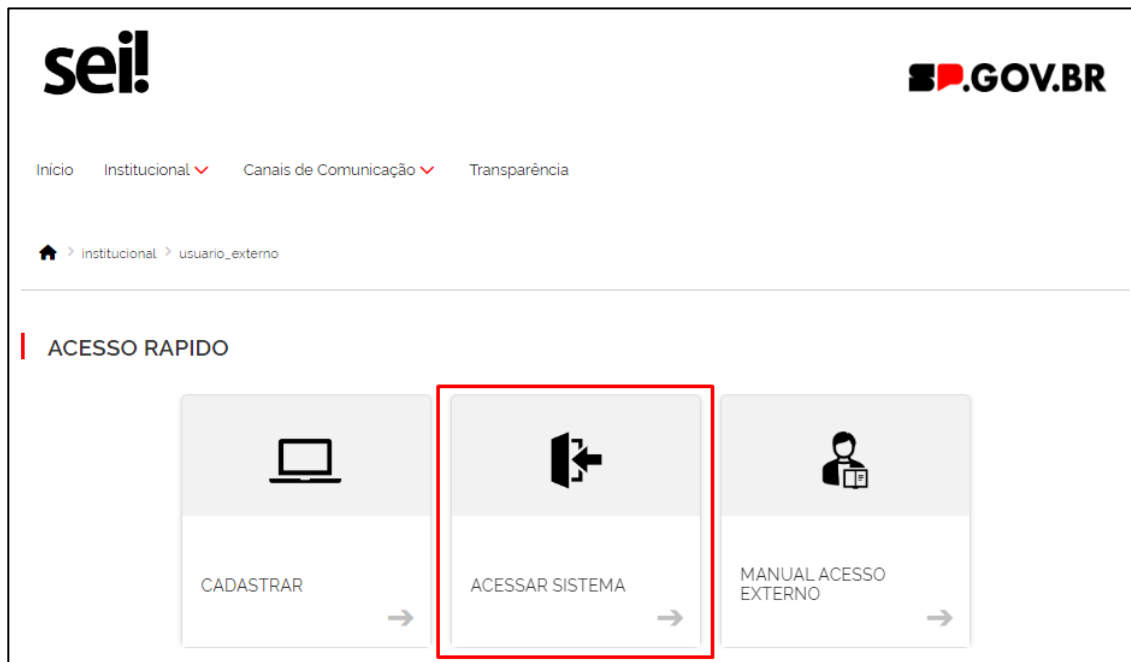 sei!
SP.GOV.BR
Início Institucional Canais de Comunicação Transparência
institucional > usuario_externo
ACESSO RAPIDO
CADASTRAR
ACESSAR SISTEMA
MANUAL ACESSO
EXTERNO